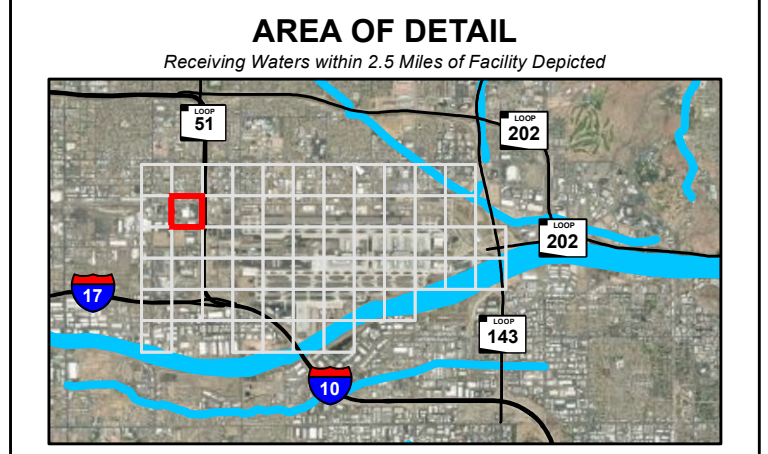 AREA OF DETAIL
Receiving Waters within 2.5 Miles of Facility Depicted
LOOP
51
LOOP
202
LOOP
202
17
LOOP
143
10